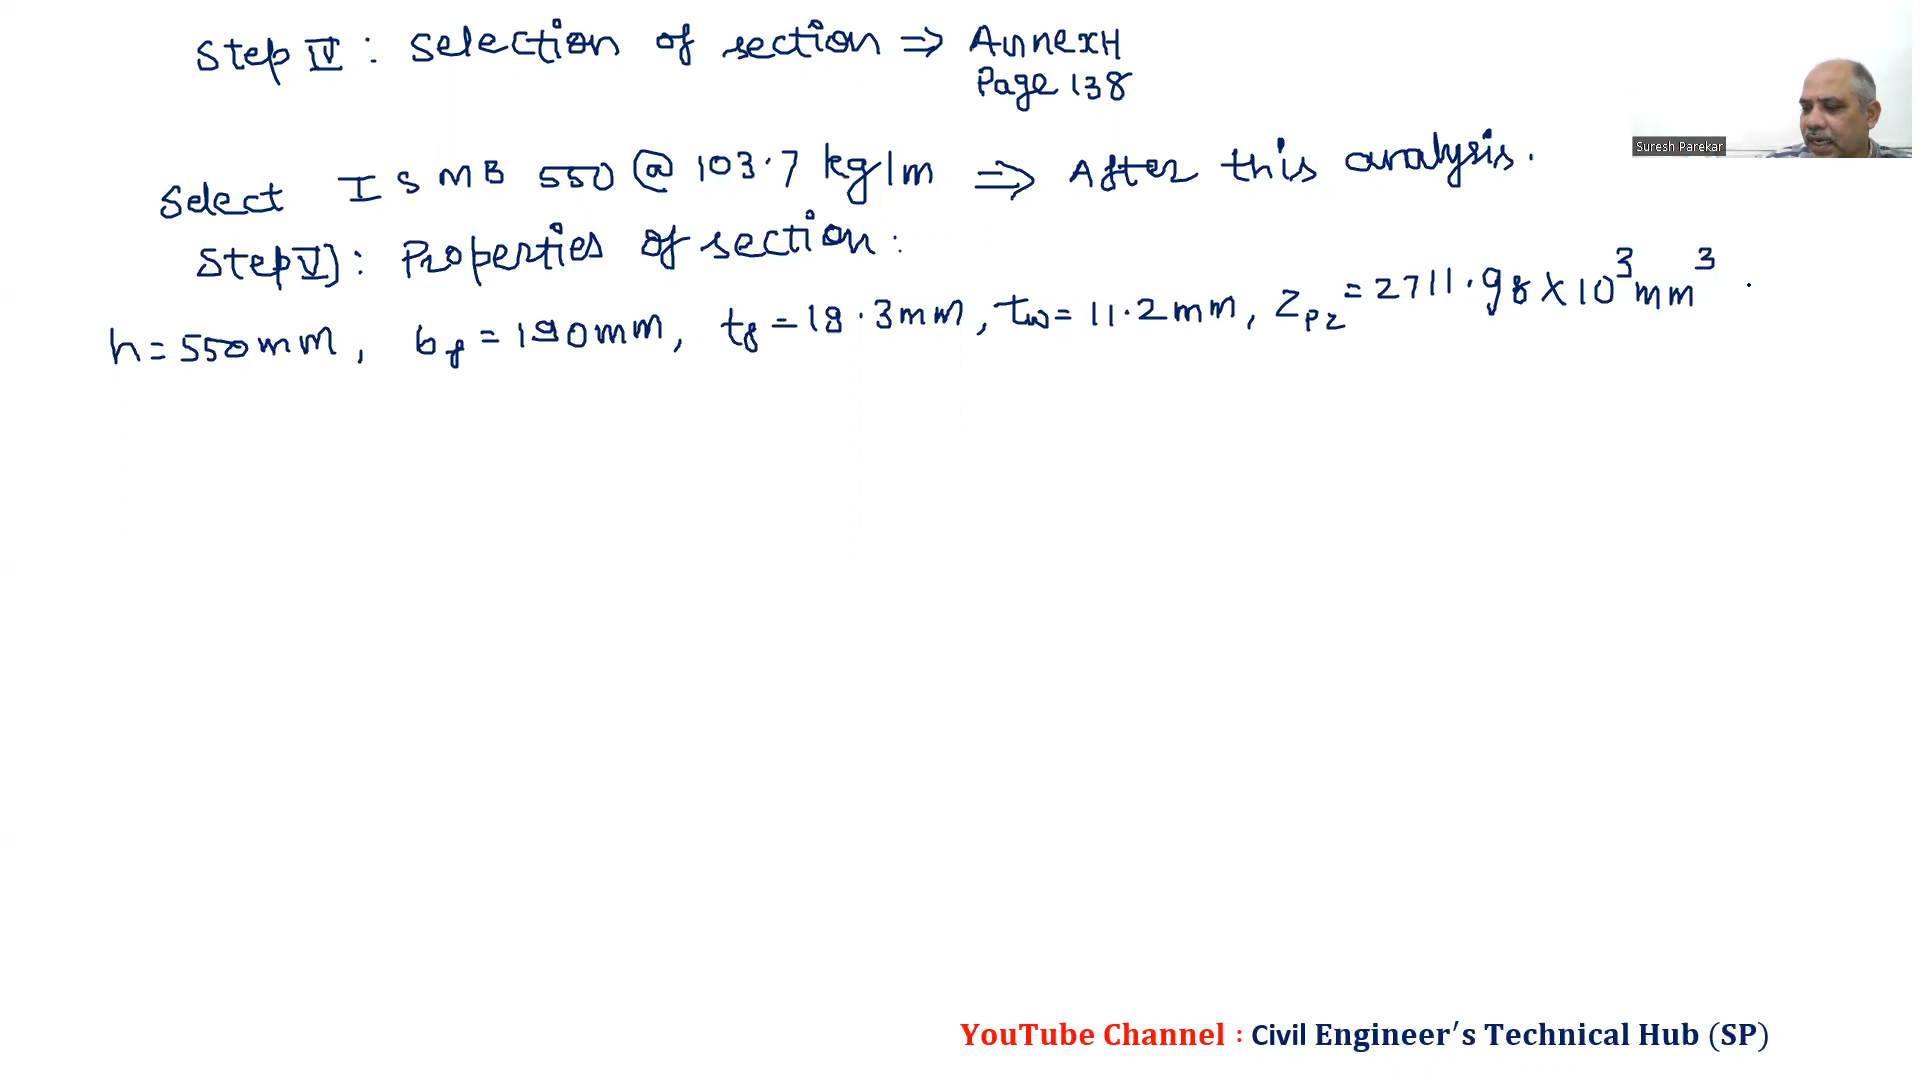 Step IV : Selection of section ⇒ Annex H
Page 138
Suresh Parekar
Select ISMB 550 @ 103.7 kg/m ⇒ After this analysis.
Step V) : Properties of section :
h = 550mm, bf = 190mm, tf = 19.3mm, tw = 11.2mm, Zpz = 2711.98 × 10³ mm³
YouTube Channel : Civil Engineer's Technical Hub (SP)